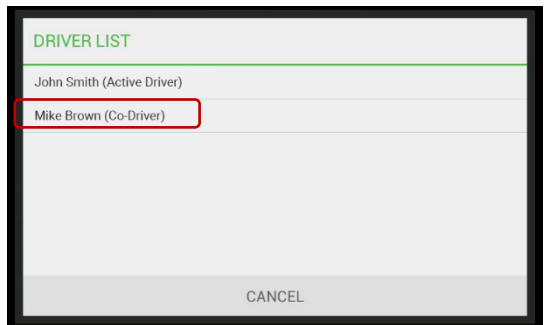 DRIVER LIST
John Smith (Active Driver)
Mike Brown (Co-Driver)
CANCEL